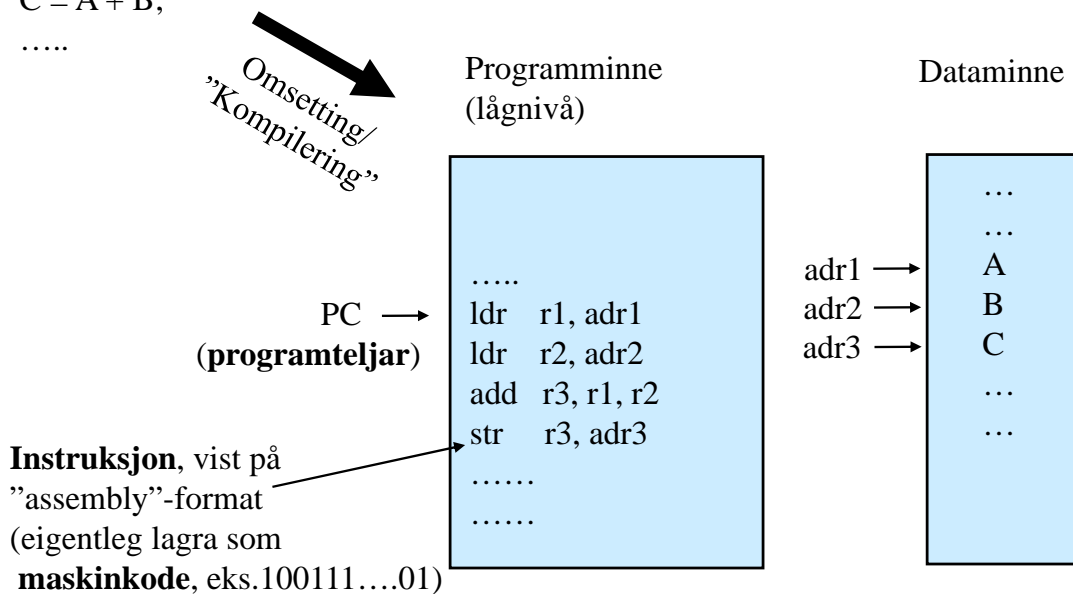 C = A + B;
…..
Omsetting/
”Kompilering”
Programminne
(lågnivå)
Dataminne
…..
PC
ldr r1, adr1
(programteljar)
ldr r2, adr2
add r3, r1, r2
str r3, adr3
……
……
Instruksjon, vist på
”assembly”-format
(eigentleg lagra som
maskinkode, eks.100111….01)
…
…
adr1 A
adr2 B
adr3 C
…
…